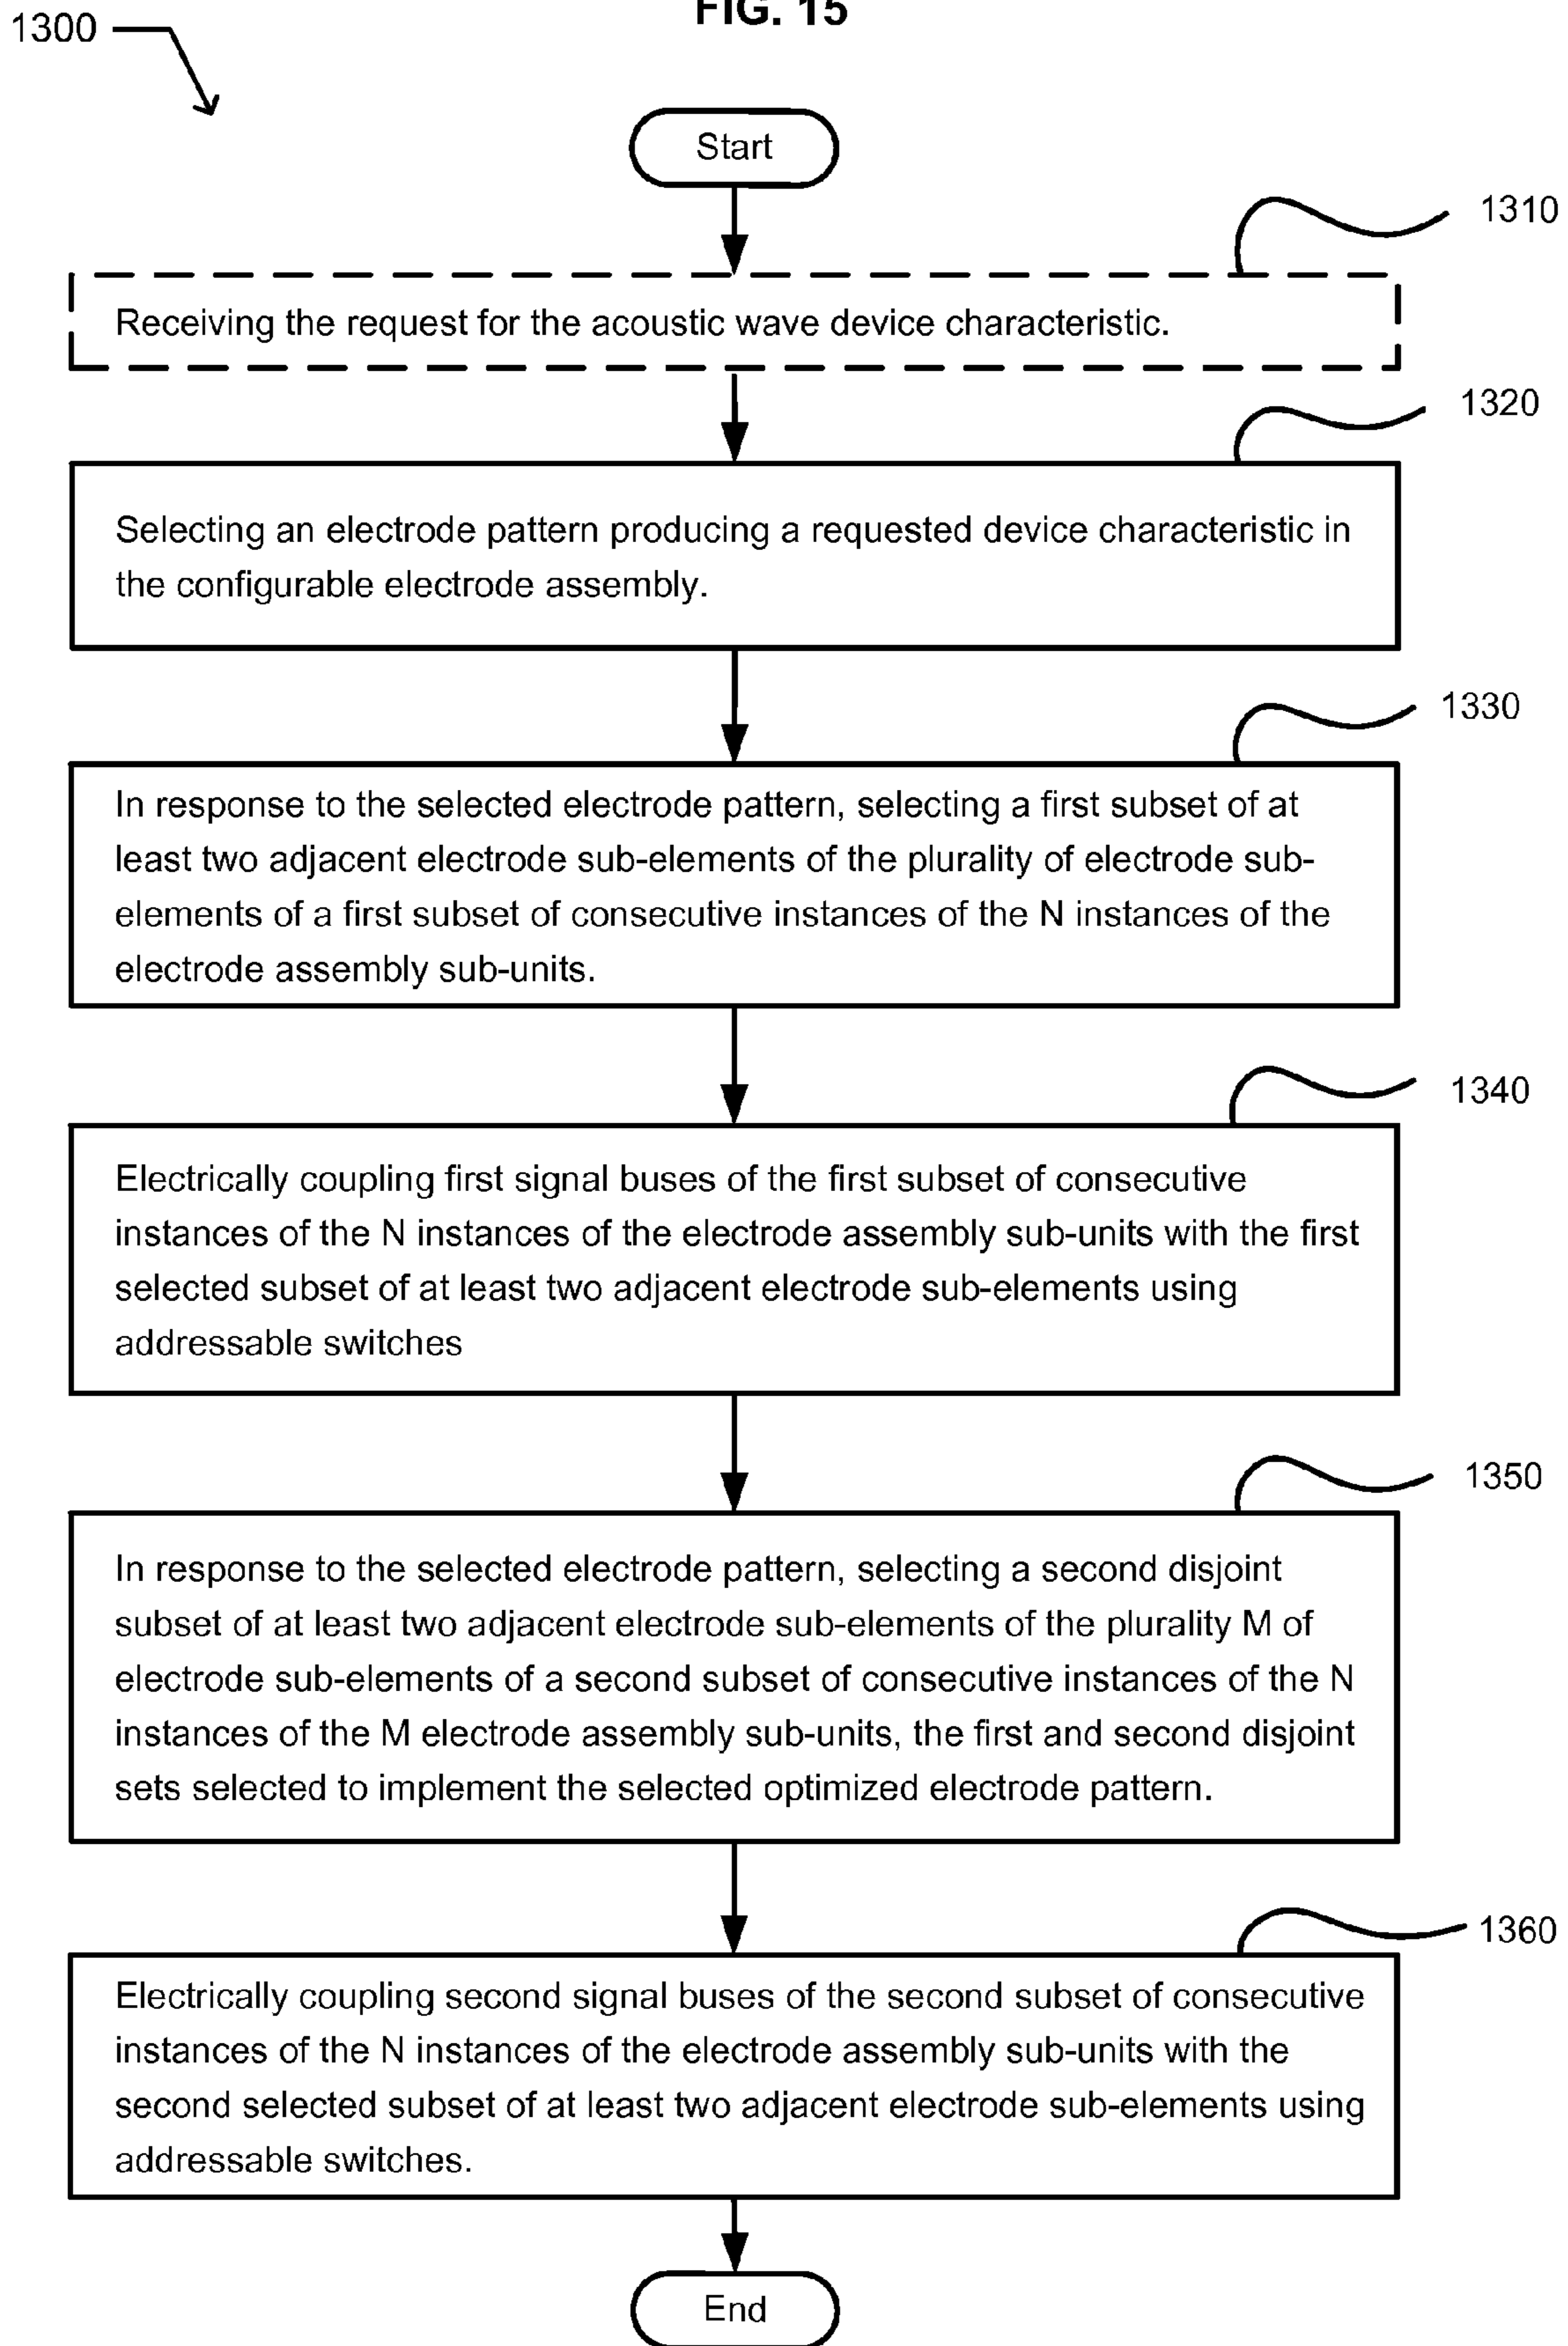 FIG. 15
1300
Start
1310
Receiving the request for the acoustic wave device characteristic.
1320
Selecting an electrode pattern producing a requested device characteristic in
the configurable electrode assembly.
1330
In response to the selected electrode pattern, selecting a first subset of at
least two adjacent electrode sub-elements of the plurality of electrode sub-
elements of a first subset of consecutive instances of the N instances of the
electrode assembly sub-units.
1340
Electrically coupling first signal buses of the first subset of consecutive
instances of the N instances of the electrode assembly sub-units with the first
selected subset of at least two adjacent electrode sub-elements using
addressable switches
1350
In response to the selected electrode pattern, selecting a second disjoint
subset of at least two adjacent electrode sub-elements of the plurality M of
electrode sub-elements of a second subset of consecutive instances of the N
instances of the M electrode assembly sub-units, the first and second disjoint
sets selected to implement the selected optimized electrode pattern.
1360
Electrically coupling second signal buses of the second subset of consecutive
instances of the N instances of the electrode assembly sub-units with the
second selected subset of at least two adjacent electrode sub-elements using
addressable switches.
End